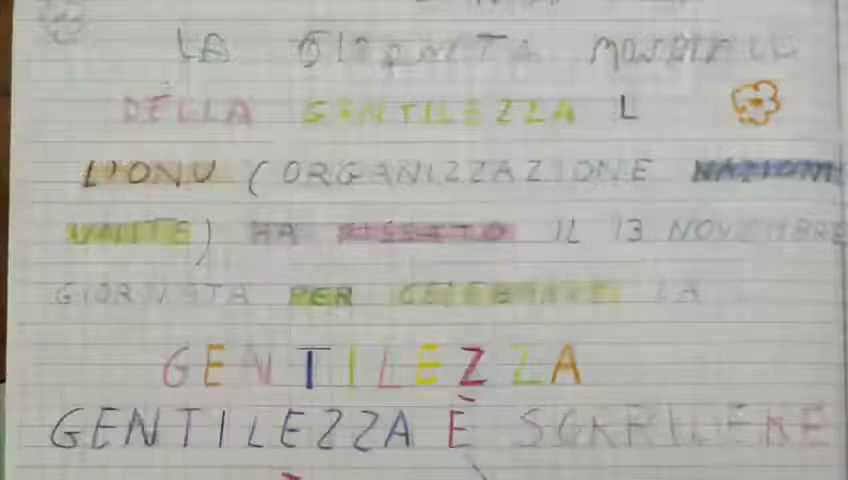 LA GIORNATA MONDIALE
DELLA GENTILEZZA L
L'ONU (ORGANIZZAZIONE NAZIONI
UNITE) HA FISSATO IL 13 NOVEMBRE
GIORNATA PER CELEBRARE LA
GENTILEZZA
GENTILEZZA È SORRIDERE